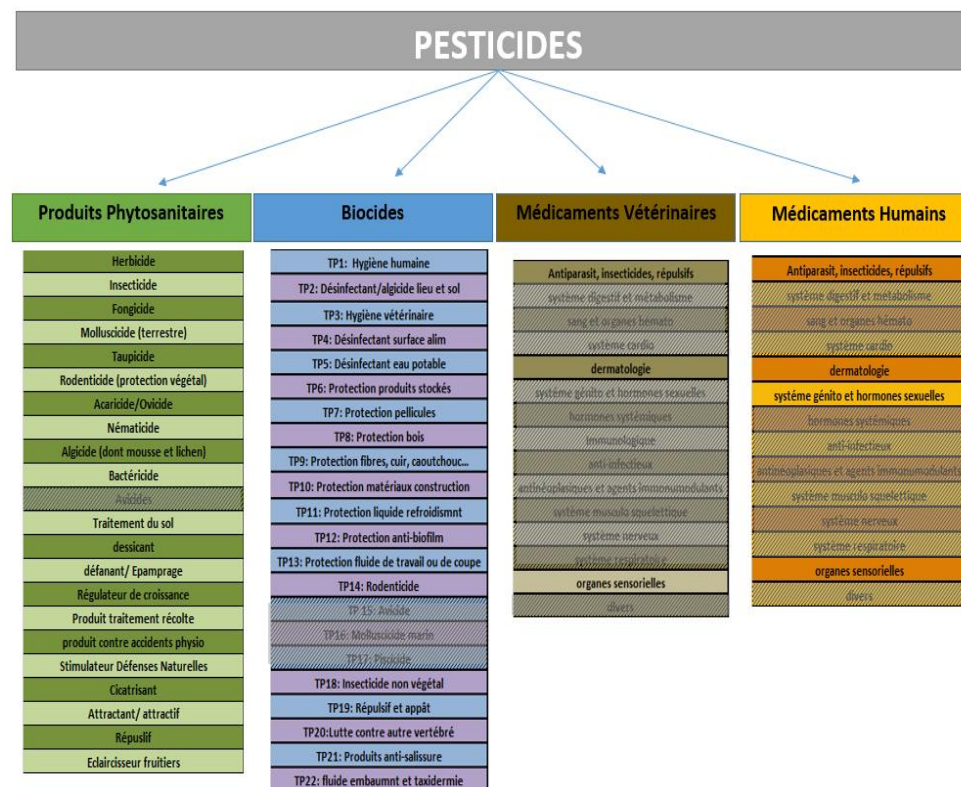 PESTICIDES
Produits Phytosanitaires
Herbicide
Insecticide
Fongicide
Molluscicide (terrestre)
Taupicide
Rodenticide (protection végétal)
Acaricide/Ovicide
Nématicide
Algicide (dont mousse et lichen)
Bactéricide
Avicides
Traitement du sol
dessicant
défanant/ Epamprage
Régulateur de croissance
Produit traitement récolte
produit contre accidents physio
Stimulateur Défenses Naturelles
Cicatrisant
Attractant/ attractif
Répuslif
Eclaircisseur fruitiers
Biocides
TP1: Hygiène humaine
TP2: Désinfectant/algicide lieu et sol
TP3: Hygiène vétérinaire
TP4: Désinfectant surface alim
TP5: Désinfectant eau potable
TP6: Protection produits stockés
TP7: Protection pellicules
TP8: Protection bois
TP9: Protection fibres, cuir, caoutchouc...
TP10: Protection matériaux construction
TP11: Protection liquide refroidismnt
TP12: Protection anti-biofilm
TP13: Protection fluide de travail ou de coupe
TP14: Rodenticide
TP 15: Avicide
TP16: Molluscicide marin
TP17: Piscicide
TP18: Insecticide non végétal
TP19: Répulsif et appât
TP20:Lutte contre autre vertébré
TP21: Produits anti-salissure
TP22: fluide embaumnt et taxidermie
Médicaments Vétérinaires
Antiparasit, insecticides, répulsifs
système digestif et métabolisme
sang et organes hémato
système cardio
dermatologie
système génito et hormones sexuelles
hormones systémiques
immunologique
anti-infectieux
antinéoplasiques et agents immonumodulants
système musculo squelettique
système nerveux
système respiratoire
organes sensorielles
divers
Médicaments Humains
Antiparasit, insecticides, répulsifs
système digestif et metabolisme
sang et organes hémato
système cardio
dermatologie
système génito et hormones sexuelles
hormones systémiques
anti-infectieux
antineoplasiques et agents immonumodulants
système musculo squelettique
système nerveux
système respiratoire
organes sensorielles
divers